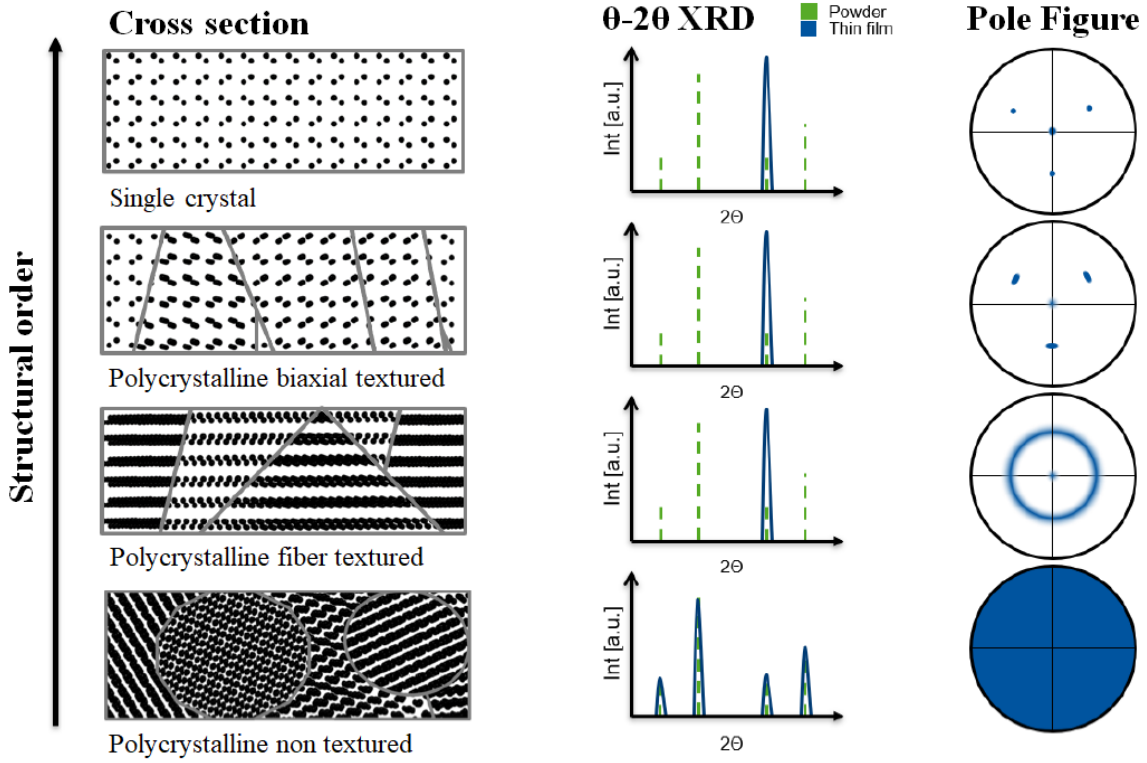 Cross section
θ-2θ XRD
Powder
Thin film
Pole Figure
Structural order
Int [a.u.]
2Θ
Single crystal
Int [a.u.]
2Θ
Polycrystalline biaxial textured
Int [a.u.]
2Θ
Polycrystalline fiber textured
Int [a.u.]
2Θ
Polycrystalline non textured